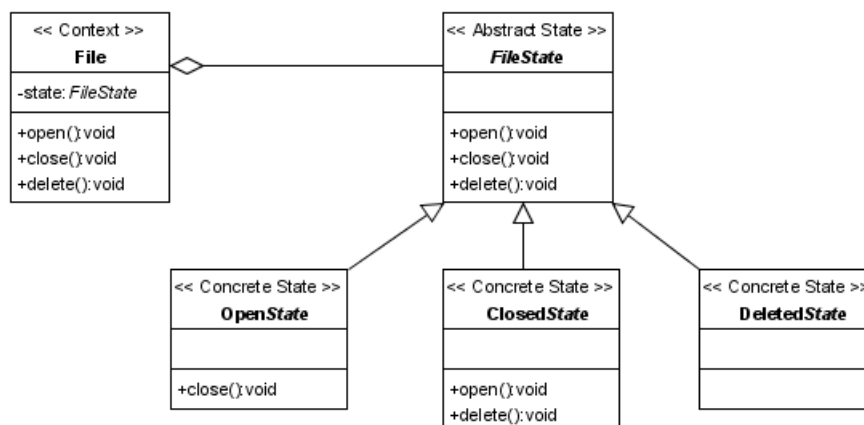 << Context >>
File
-state: FileState
+open():void
+close():void
+delete():void
<< Abstract State >>
FileState
+open():void
+close():void
+delete():void
<< Concrete State >>
OpenState
+close():void
<< Concrete State >>
ClosedState
+open():void
+delete():void
<< Concrete State >>
DeletedState